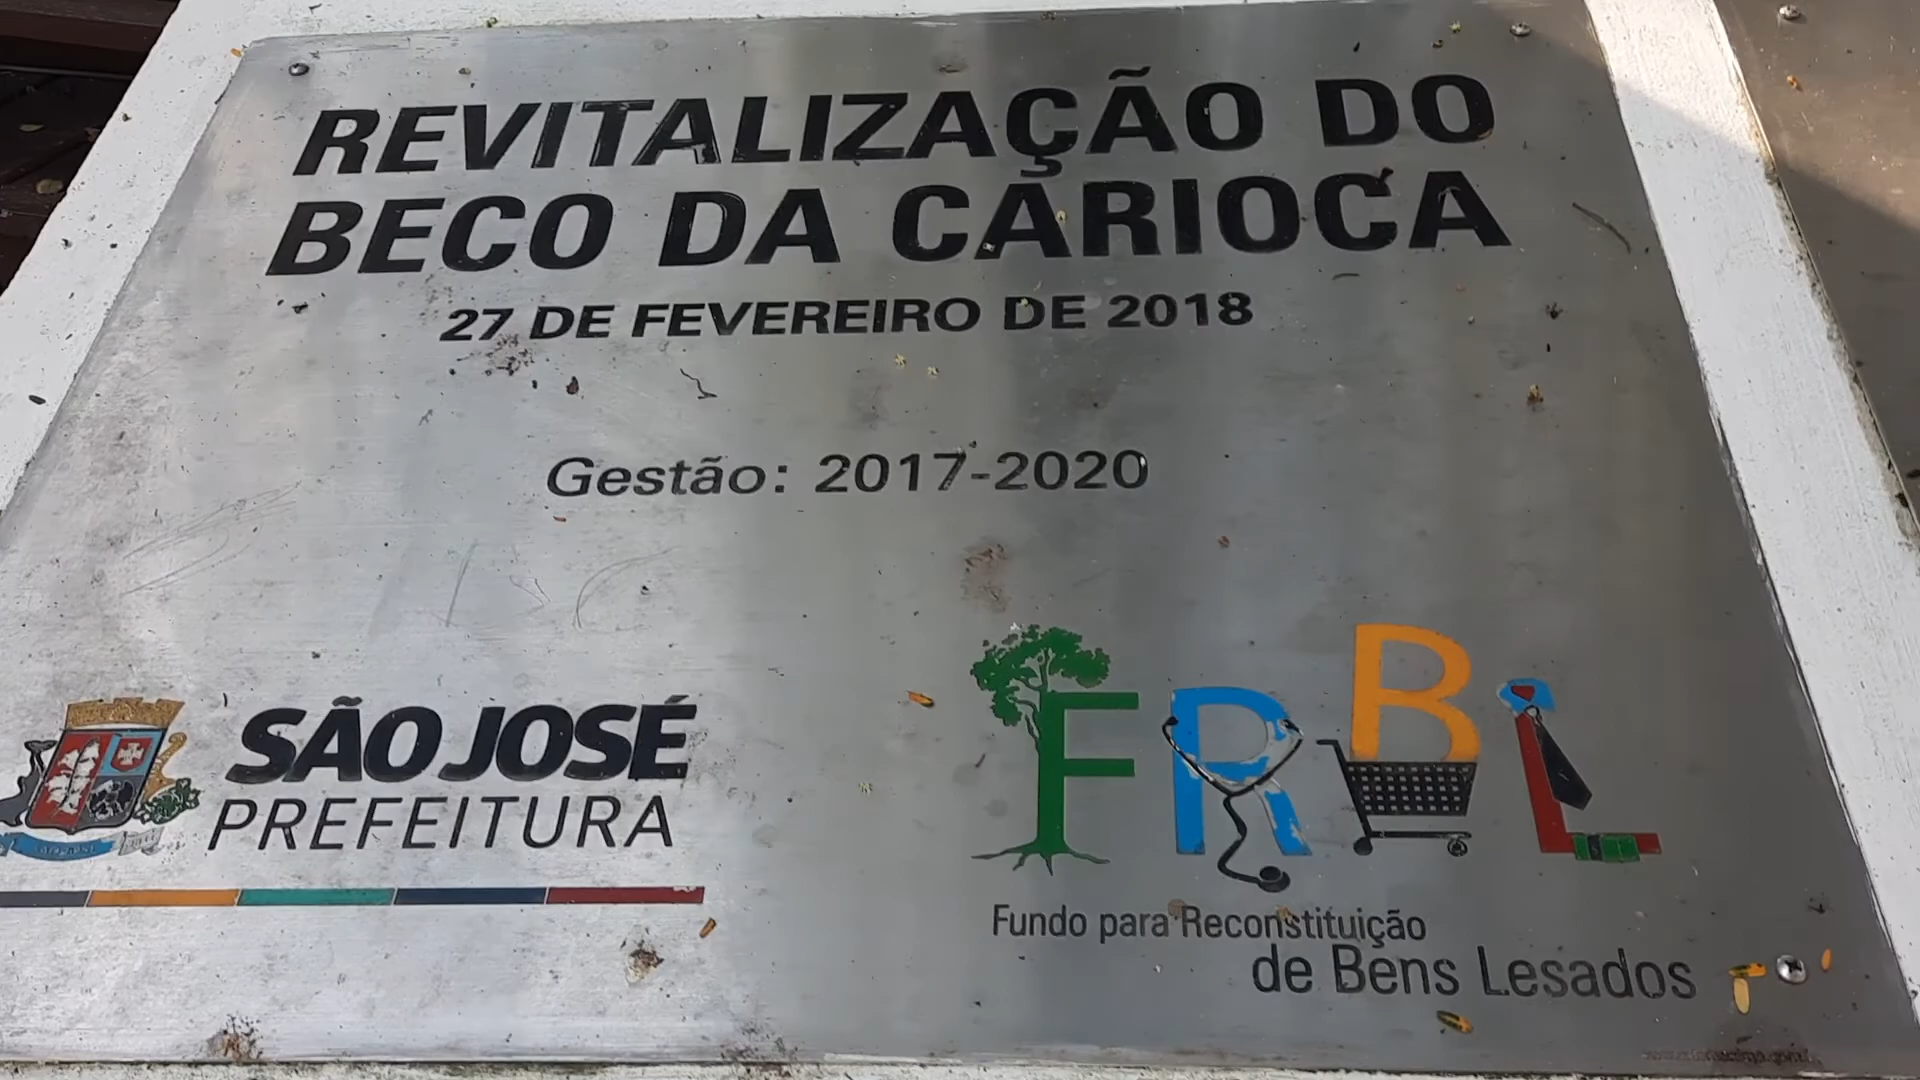 REVITALIZAÇÃO DO
BECO DA CARIOCA
27 DE FEVEREIRO DE 2018
Gestão: 2017-2020
SÃO JOSÉ
PREFEITURA
FRBL
Fundo para Reconstituição
de Bens Lesados